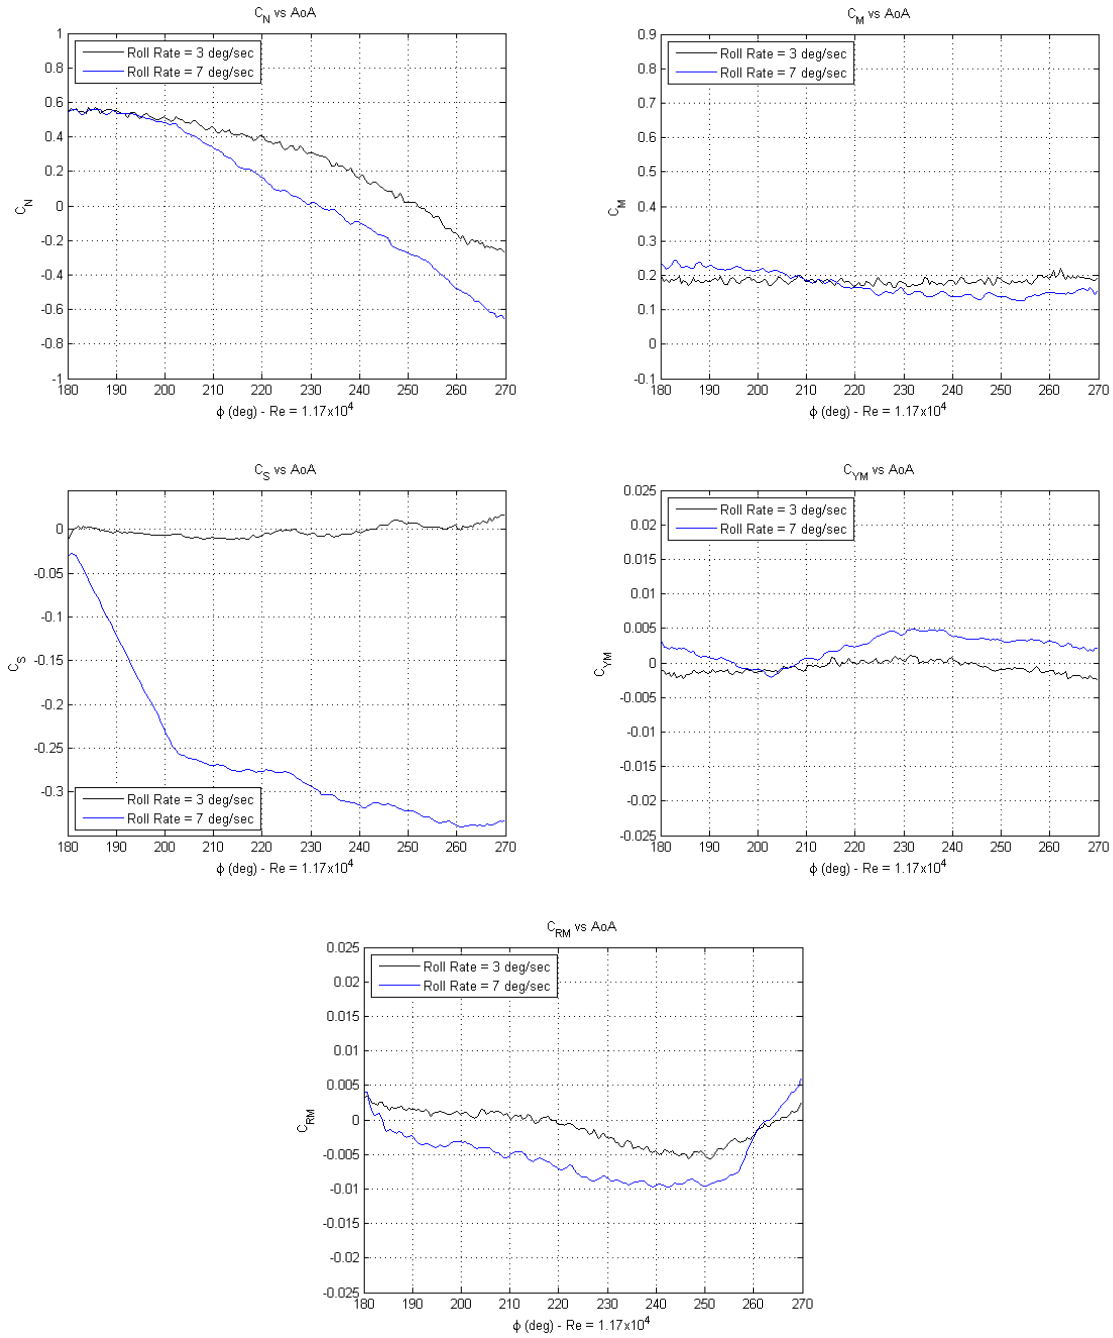 C_N vs AoA
1
0.8
0.6
0.4
0.2
0
-0.2
-0.4
-0.6
-0.8
-1
C_N
Roll Rate = 3 deg/sec
Roll Rate = 7 deg/sec
180 190 200 210 220 230 240 250 260 270
ϕ (deg) - Re = 1.17x10^4
C_M vs AoA
0.9
0.8
0.7
0.6
0.5
0.4
0.3
0.2
0.1
0
-0.1
C_M
Roll Rate = 3 deg/sec
Roll Rate = 7 deg/sec
180 190 200 210 220 230 240 250 260 270
ϕ (deg) - Re = 1.17x10^4
C_S vs AoA
0
-0.05
-0.1
-0.15
-0.2
-0.25
-0.3
C_S
Roll Rate = 3 deg/sec
Roll Rate = 7 deg/sec
180 190 200 210 220 230 240 250 260 270
ϕ (deg) - Re = 1.17x10^4
C_YM vs AoA
0.025
0.02
0.015
0.01
0.005
0
-0.005
-0.01
-0.015
-0.02
-0.025
C_YM
Roll Rate = 3 deg/sec
Roll Rate = 7 deg/sec
180 190 200 210 220 230 240 250 260 270
ϕ (deg) - Re = 1.17x10^4
C_RM vs AoA
0.025
0.02
0.015
0.01
0.005
0
-0.005
-0.01
-0.015
-0.02
-0.025
C_RM
Roll Rate = 3 deg/sec
Roll Rate = 7 deg/sec
180 190 200 210 220 230 240 250 260 270
ϕ (deg) - Re = 1.17x10^4